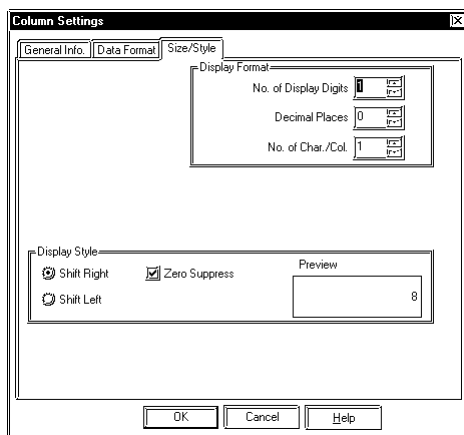 Column Settings
General Info. Data Format Size/Style
Display Format
No. of Display Digits 1
Decimal Places 0
No. of Char./Col. 1
Display Style
Shift Right Zero Suppress Preview
8
Shift Left
OK Cancel Help